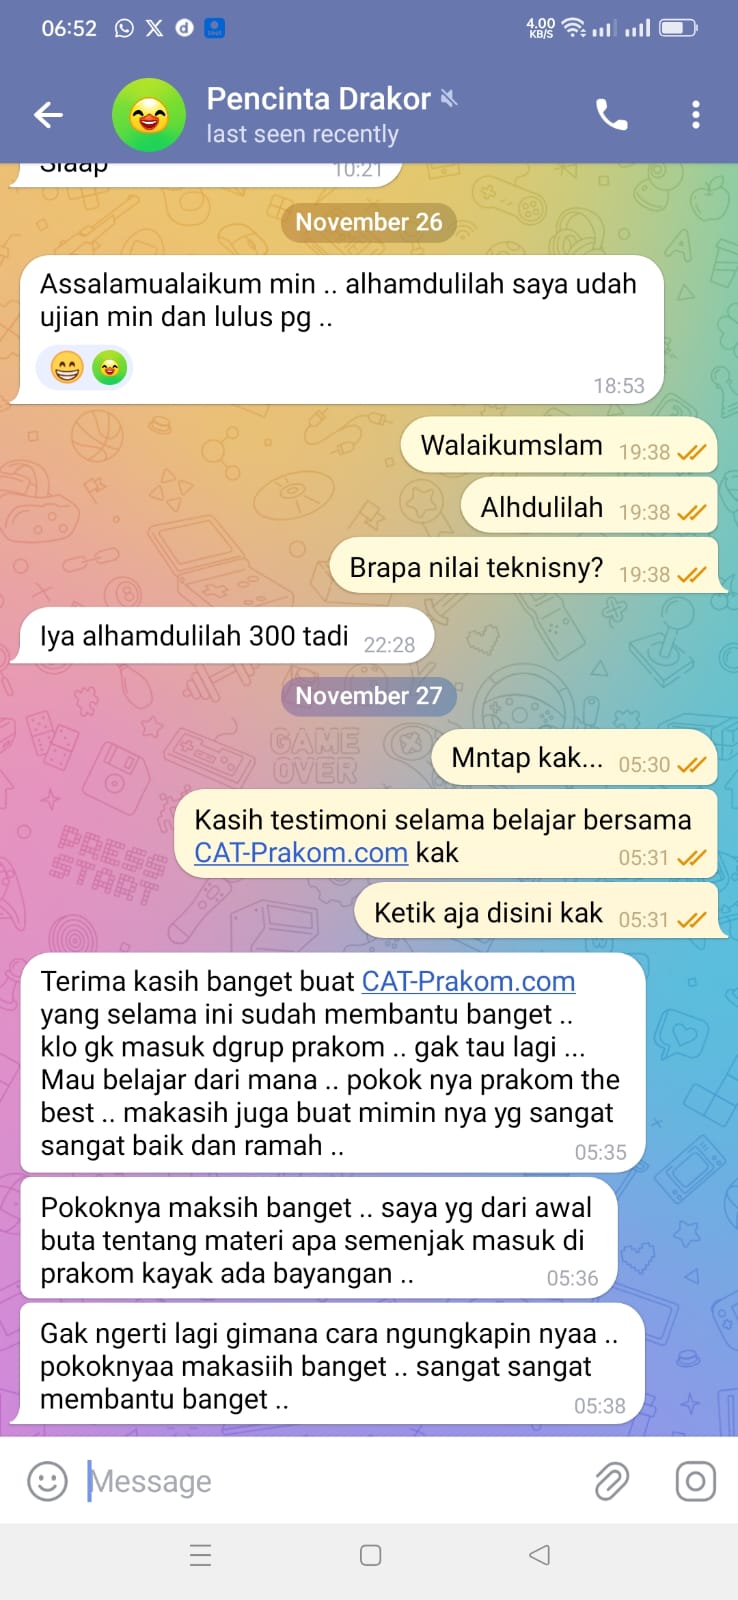 06:52
4.00
KB/S
Pencinta Drakor
last seen recently
Siaap
10:21
November 26
Assalamualaikum min .. alhamdulilah saya udah
ujian min dan lulus pg ..
18:53
Walaikumslam 19:38
Alhdulilah 19:38
Brapa nilai teknisny? 19:38
Iya alhamdulilah 300 tadi 22:28
November 27
GAME
OVER
Mntap kak... 05:30
Kasih testimoni selama belajar bersama
CAT-Prakom.com kak 05:31
PRESS
START
Ketik aja disini kak 05:31
Terima kasih banget buat CAT-Prakom.com
yang selama ini sudah membantu banget ..
klo gk masuk dgrup prakom .. gak tau lagi ...
Mau belajar dari mana .. pokok nya prakom the
best .. makasih juga buat mimin nya yg sangat
sangat baik dan ramah .. 05:35
Pokoknya maksih banget .. saya yg dari awal
buta tentang materi apa semenjak masuk di
prakom kayak ada bayangan .. 05:36
Gak ngerti lagi gimana cara ngungkapin nyaa ..
pokoknyaa makasiih banget .. sangat sangat
membantu banget .. 05:38
Message